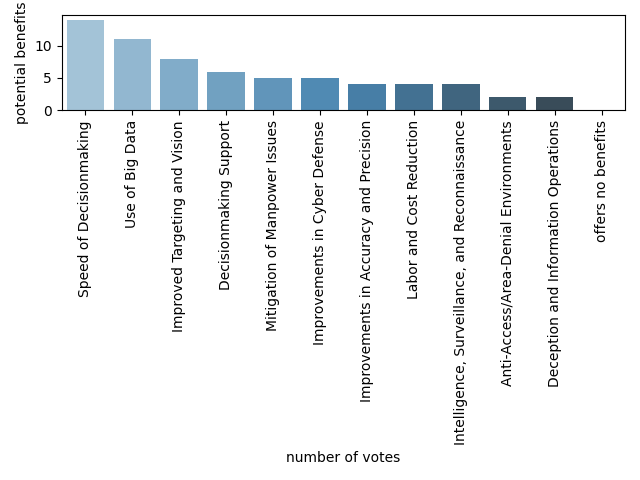 potential benefits
10
5
0
Speed of Decisionmaking
Use of Big Data
Improved Targeting and Vision
Decisionmaking Support
Mitigation of Manpower Issues
Improvements in Cyber Defense
Improvements in Accuracy and Precision
Labor and Cost Reduction
Intelligence, Surveillance, and Reconnaissance
Anti-Access/Area-Denial Environments
Deception and Information Operations
offers no benefits
number of votes